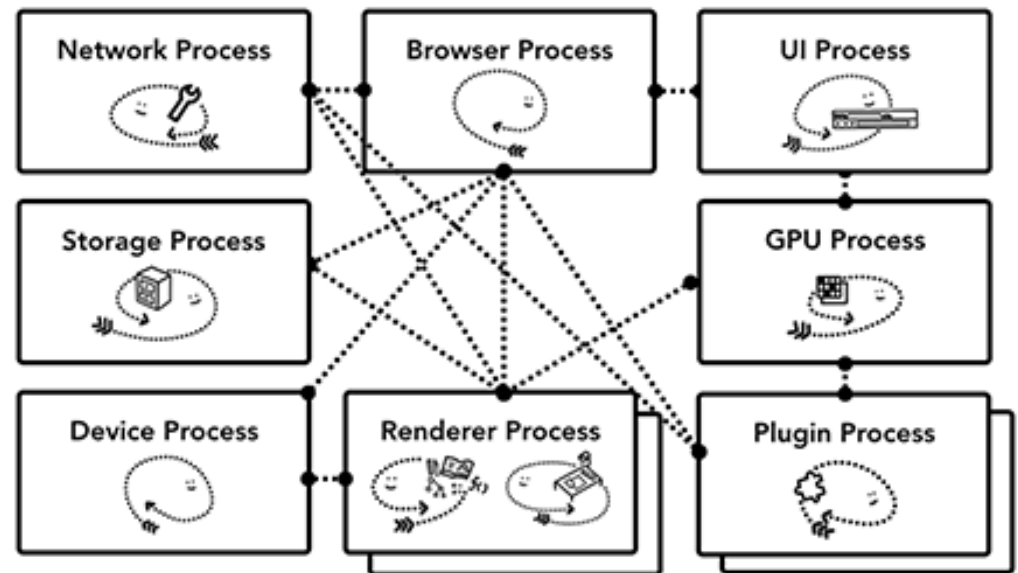 Network Process
Browser Process
UI Process
Storage Process
GPU Process
Device Process
Renderer Process
Plugin Process